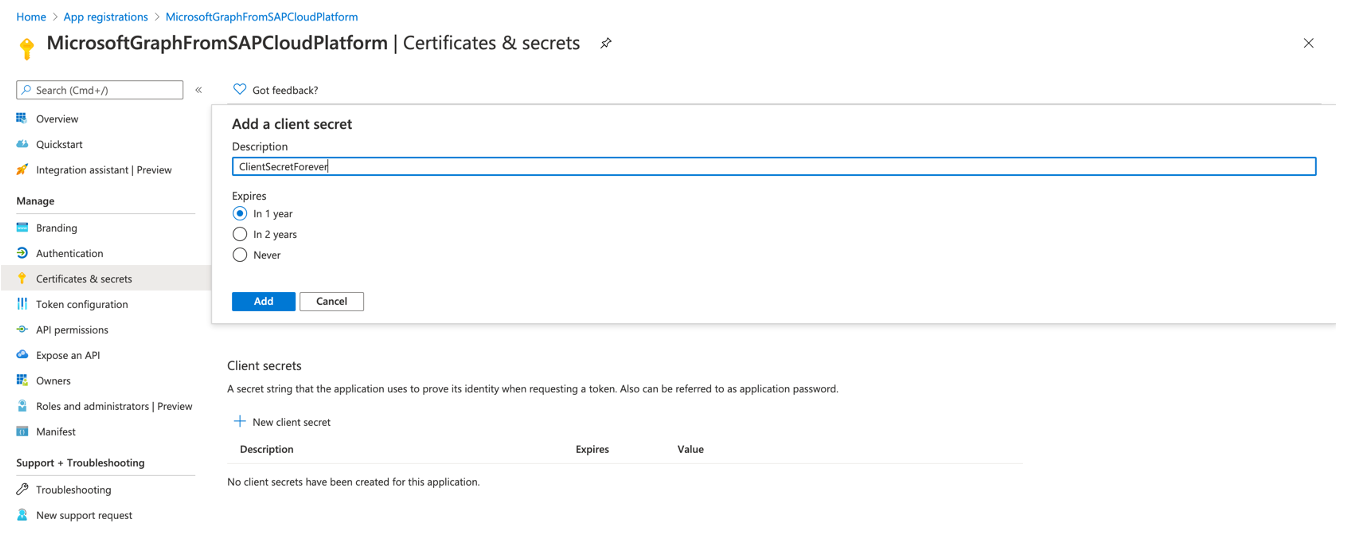 Home > App registrations > MicrosoftGraphFromSAPCloudPlatform
MicrosoftGraphFromSAPCloudPlatform | Certificates & secrets
Search (Cmd+/)
«
Got feedback?
Overview
Quickstart
Integration assistant | Preview
Manage
Branding
Authentication
Certificates & secrets
Token configuration
API permissions
Expose an API
Owners
Roles and administrators | Preview
Manifest
Support + Troubleshooting
Troubleshooting
New support request
Add a client secret
Description
ClientSecretForever
Expires
In 1 year
In 2 years
Never
Add Cancel
Client secrets
A secret string that the application uses to prove its identity when requesting a token. Also can be referred to as application password.
New client secret
Description Expires Value
No client secrets have been created for this application.